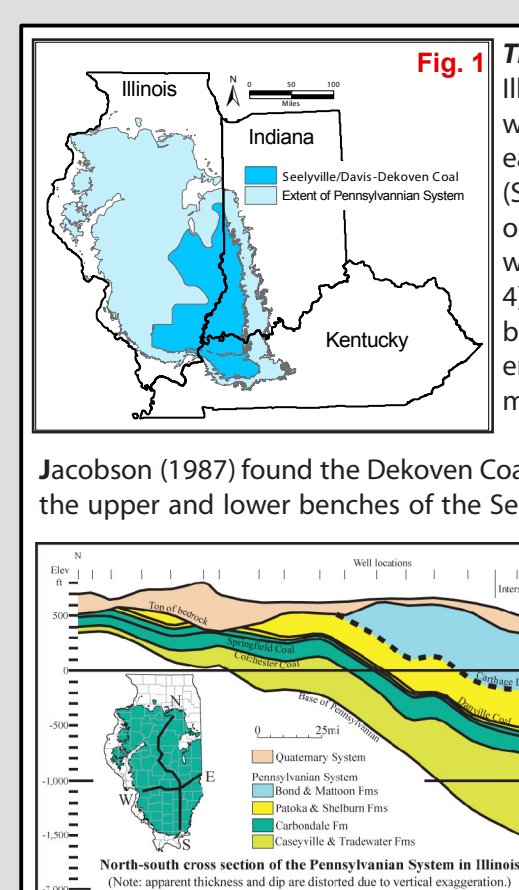 Fig. 1
Illinois
N
0 50 100
Miles
Indiana
Seelyville/Davis-Dekoven Coal
Extent of Pennsylvannian System
Kentucky
Ill
w
ea
(S
o
w
4)
b
er
m
Jacobson (1987) found the Dekoven Coa
the upper and lower benches of the Se
N
Elev
ft
Well locations
Inters
500
0
-500
-1,000
-1,500
-2,000
Top of bedrock
Springfield Coal
Colchester Coal
Base of Pennsylvanian
Carthage L
Danville Coal
N
E
W
S
0 25mi
Quaternary System
Pennsylvanian System
Bond & Mattoon Fms
Patoka & Shelburn Fms
Carbondale Fm
Caseyville & Tradewater Fms
North-south cross section of the Pennsylvanian System in Illinois
(Note: apparent thickness and dip are distorted due to vertical exaggeration.)